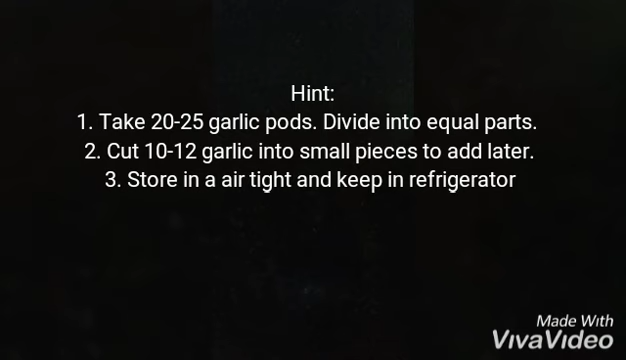 Hint:
1. Take 20-25 garlic pods. Divide into equal parts.
2. Cut 10-12 garlic into small pieces to add later.
3. Store in a air tight and keep in refrigerator
Made With
VivaVideo